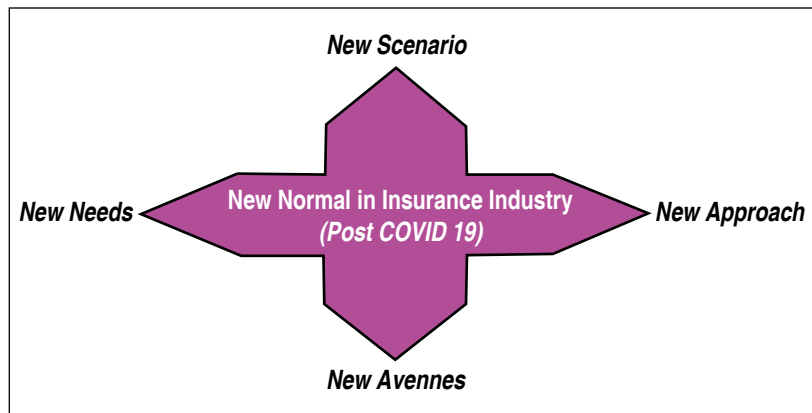 New Scenario
New Needs
New Normal in Insurance Industry
(Post COVID 19)
New Approach
New Avennes